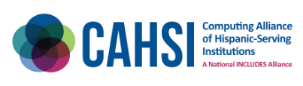 CAHSI
Computing Alliance
of Hispanic-Serving
Institutions
A National INCLUDES Alliance